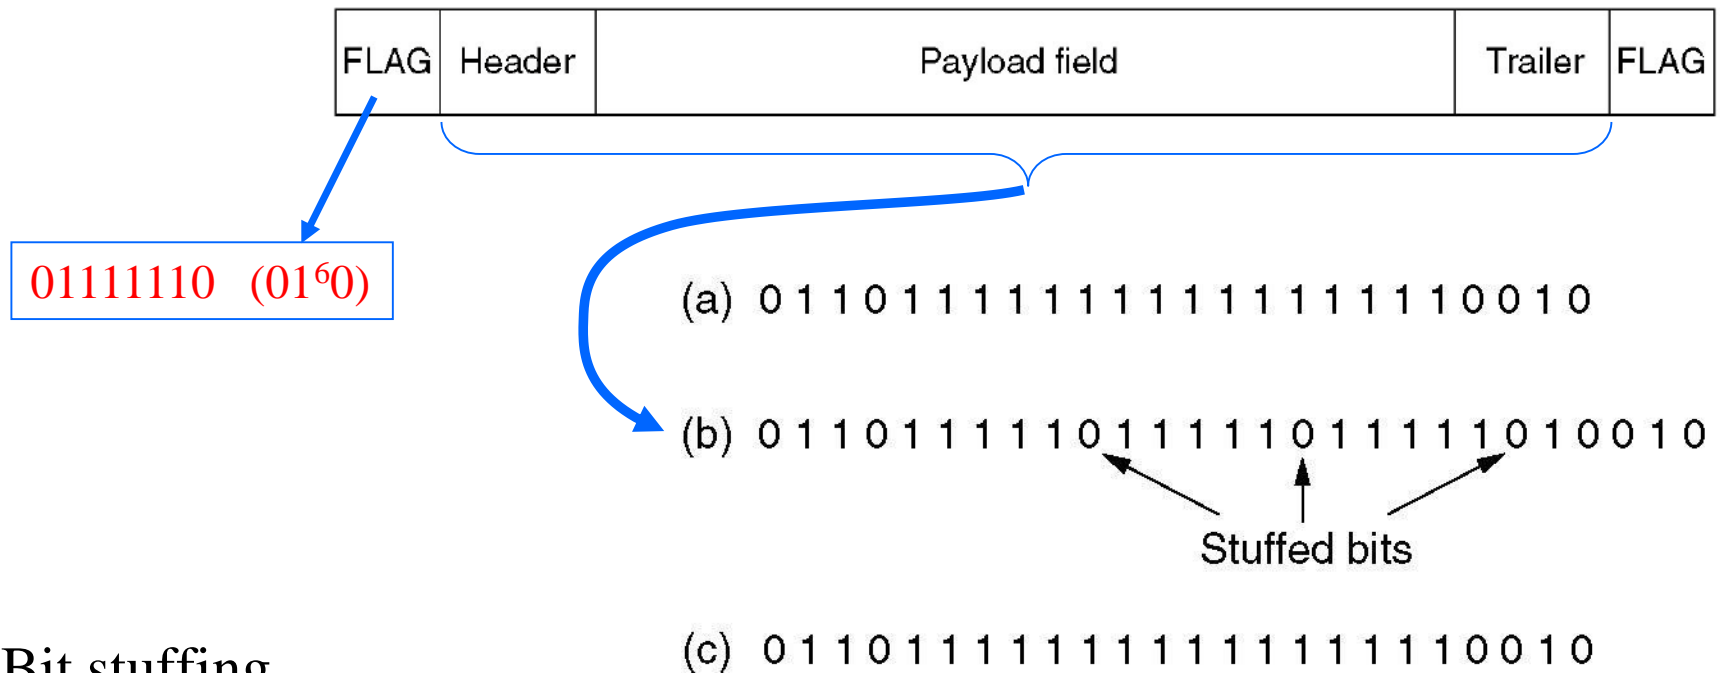 FLAG Header Payload field Trailer FLAG
01111110 (01⁶0)
(a) 0 1 1 0 1 1 1 1 1 1 1 1 1 1 1 1 1 1 1 1 0 0 1 0
(b) 0 1 1 0 1 1 1 1 1 0 1 1 1 1 1 0 1 1 1 1 1 0 1 0 0 1 0
Stuffed bits
(c) 0 1 1 0 1 1 1 1 1 1 1 1 1 1 1 1 1 1 1 1 0 0 1 0
Bit stuffing